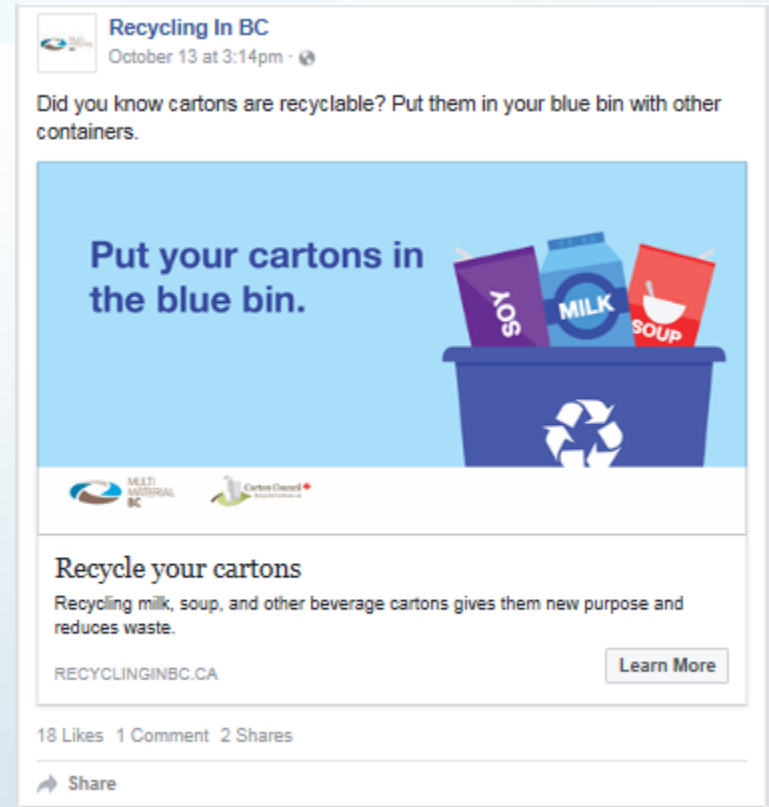 Recycling In BC
October 13 at 3:14pm ·
Did you know cartons are recyclable? Put them in your blue bin with other
containers.
Put your cartons in
the blue bin.
SOY
MILK
SOUP
MULTI
MATERIAL
BC
Carton Council
Recycle your cartons
Recycling milk, soup, and other beverage cartons gives them new purpose and
reduces waste.
RECYCLINGINBC.CA
Learn More
18 Likes 1 Comment 2 Shares
Share